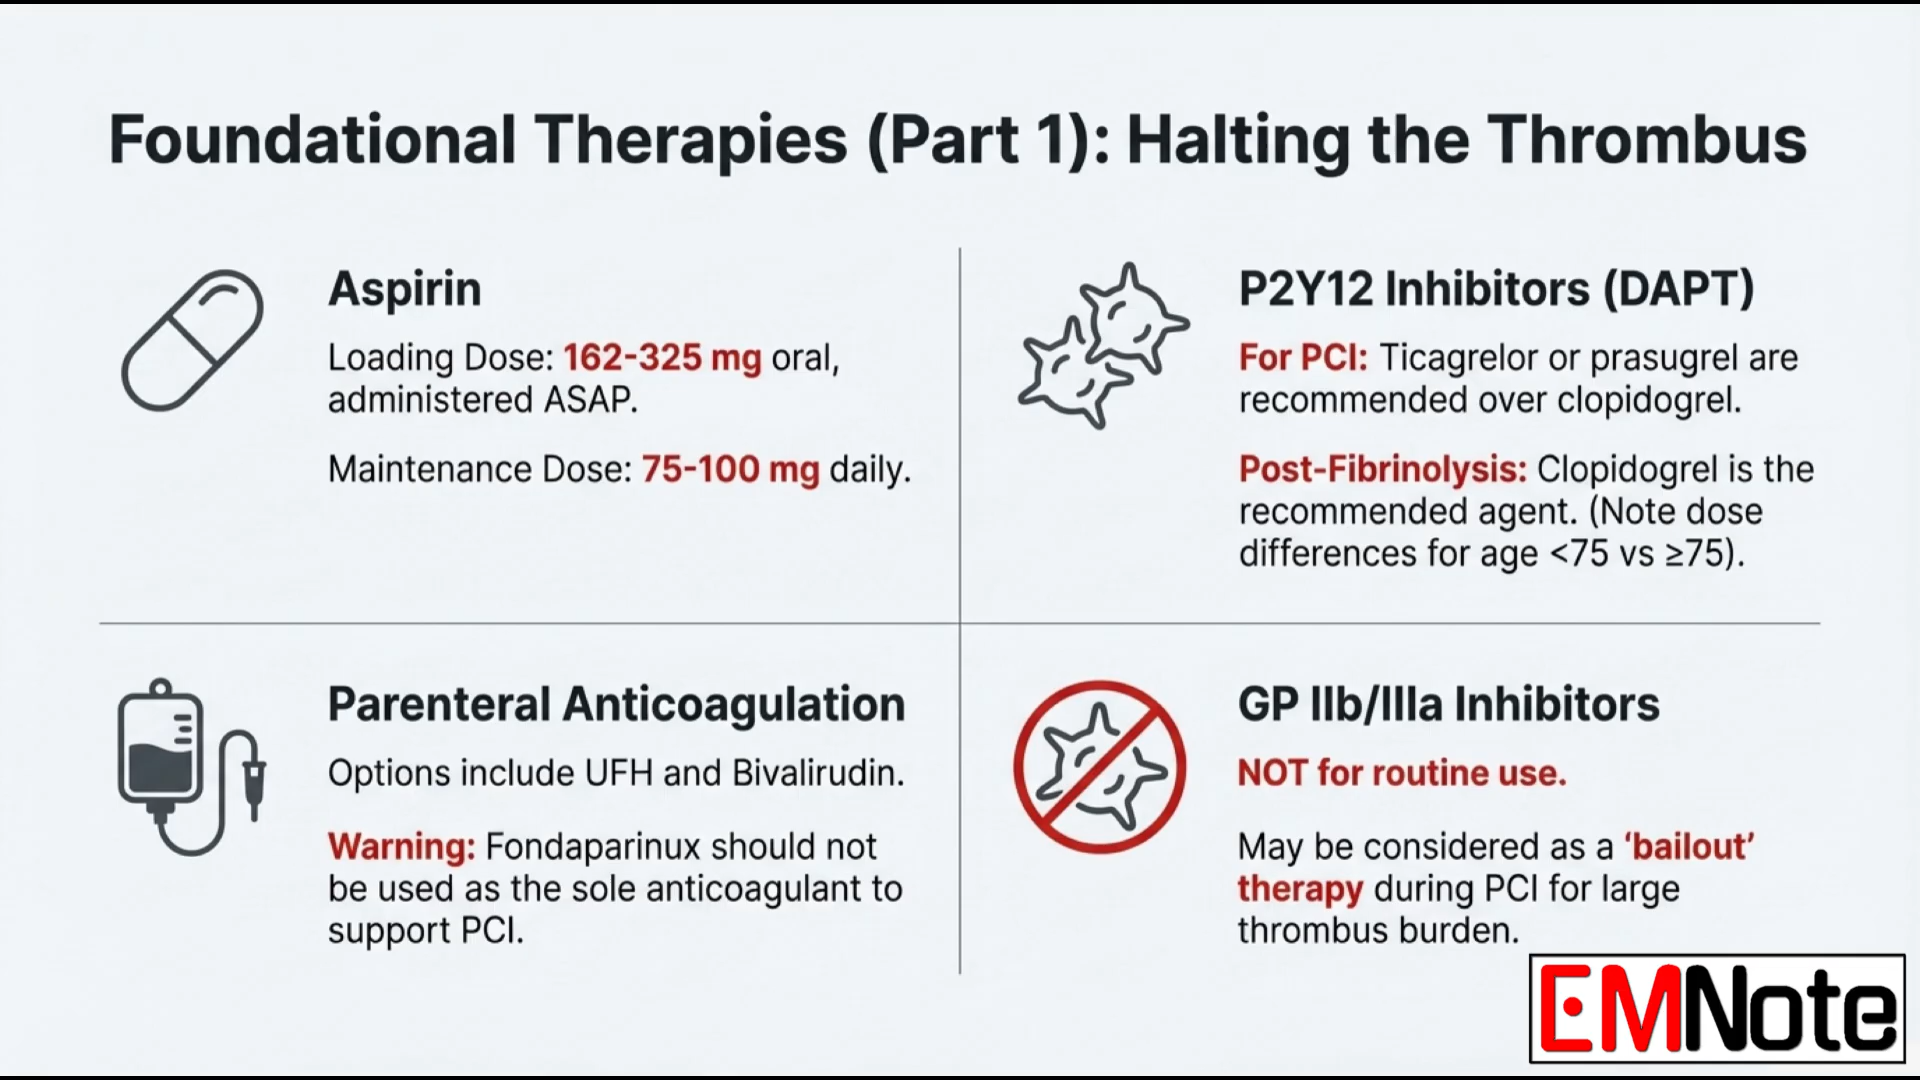 Foundational Therapies (Part 1): Halting the Thrombus
Aspirin
Loading Dose: 162-325 mg oral,
administered ASAP.
Maintenance Dose: 75-100 mg daily.
P2Y12 Inhibitors (DAPT)
For PCI: Ticagrelor or prasugrel are
recommended over clopidogrel.
Post-Fibrinolysis: Clopidogrel is the
recommended agent. (Note dose
differences for age <75 vs ≥75).
Parenteral Anticoagulation
Options include UFH and Bivalirudin.
Warning: Fondaparinux should not
be used as the sole anticoagulant to
support PCI.
GP IIb/IIIa Inhibitors
NOT for routine use.
May be considered as a ‘bailout’
therapy during PCI for large
thrombus burden.
EMNote